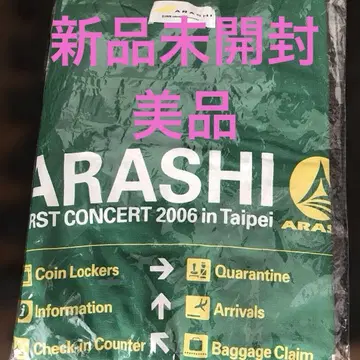 ARASHI
新品未開封
美品
ARASHI
RST CONCERT 2006 in Taipei
ARAS
Coin Lockers → Quarantine
i Information ↑ Arrivals
Check-in Counter ↖ Baggage Claim